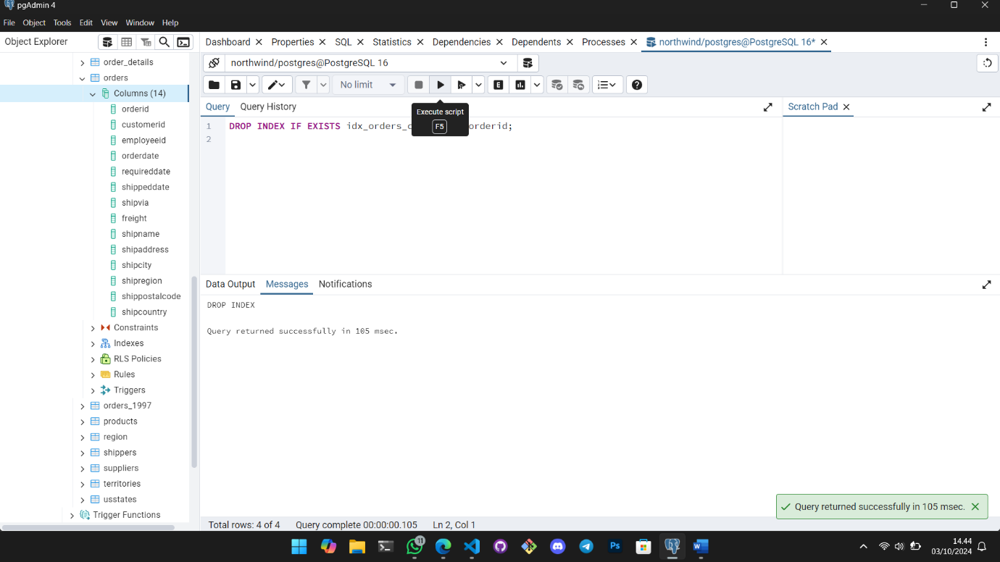 pgAdmin 4
File Object Tools Edit View Window Help
Object Explorer
Dashboard Properties SQL Statistics Dependencies Dependents Processes northwind/postgres@PostgreSQL 16*
order_details
orders
Columns (14)
orderid
customerid
employeeid
orderdate
requireddate
shippeddate
shipvia
freight
shipname
shipaddress
shipcity
shipregion
shippostalcode
shipcountry
Constraints
Indexes
RLS Policies
Rules
Triggers
orders_1997
products
region
shippers
suppliers
territories
usstates
Trigger Functions
northwind/postgres@PostgreSQL 16
No limit
E
Query Query History
Scratch Pad
Execute script
F5
1 DROP INDEX IF EXISTS idx_orders_c orderid;
2
Data Output Messages Notifications
DROP INDEX
Query returned successfully in 105 msec.
Query returned successfully in 105 msec.
Total rows: 4 of 4 Query complete 00:00:00.105 Ln 2, Col 1
11
Ps
W
14.44
03/10/2024